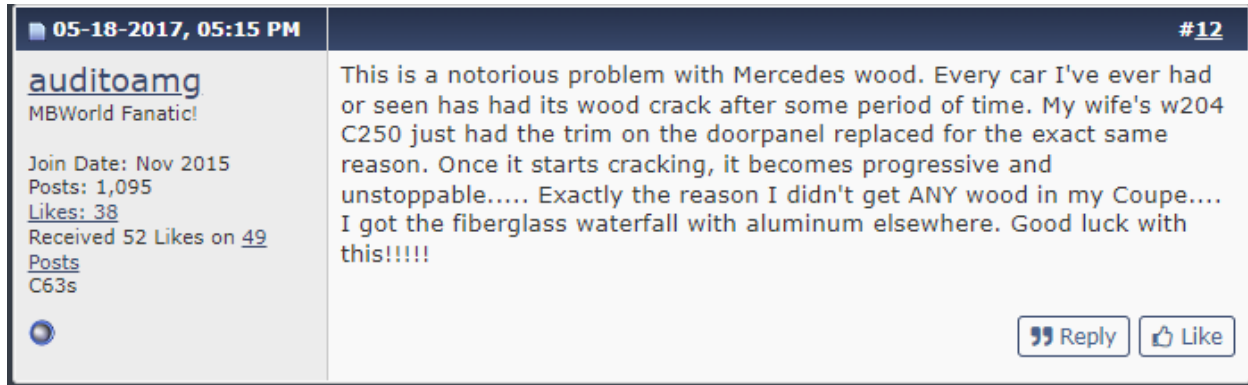 05-18-2017, 05:15 PM
#12
auditoamg
MBWorld Fanatic!
Join Date: Nov 2015
Posts: 1,095
Likes: 38
Received 52 Likes on 49
Posts
C63s
This is a notorious problem with Mercedes wood. Every car I've ever had
or seen has had its wood crack after some period of time. My wife's w204
C250 just had the trim on the doorpanel replaced for the exact same
reason. Once it starts cracking, it becomes progressive and
unstoppable..... Exactly the reason I didn't get ANY wood in my Coupe....
I got the fiberglass waterfall with aluminum elsewhere. Good luck with
this!!!!!
Reply
Like